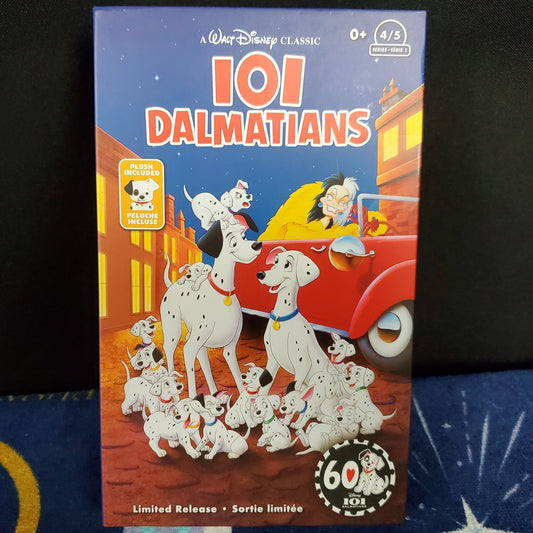 A Walt Disney CLASSIC
0+
4/5
SERIES • SÉRIE 1
101
DALMATIANS
PLUSH
INCLUDED
PELUCHE
INCLUSE
60
Disney
101
DALMATIANS
Limited Release • Sortie limitée